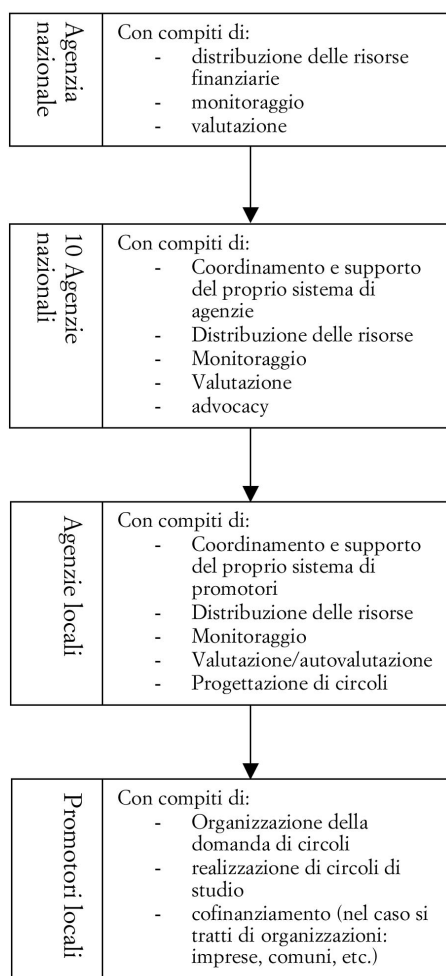 Agenzia
nazionale
Con compiti di:
- distribuzione delle risorse
finanziarie
- monitoraggio
- valutazione
10 Agenzie
nazionali
Con compiti di:
- Coordinamento e supporto
del proprio sistema di
agenzie
- Distribuzione delle risorse
- Monitoraggio
- Valutazione
- advocacy
Agenzie locali
Con compiti di:
- Coordinamento e supporto
del proprio sistema di
promotori
- Distribuzione delle risorse
- Monitoraggio
- Valutazione/autovalutazione
- Progettazione di circoli
Promotori locali
Con compiti di:
- Organizzazione della
domanda di circoli
- realizzazione di circoli di
studio
- cofinanziamento (nel caso si
tratti di organizzazioni:
imprese, comuni, etc.)